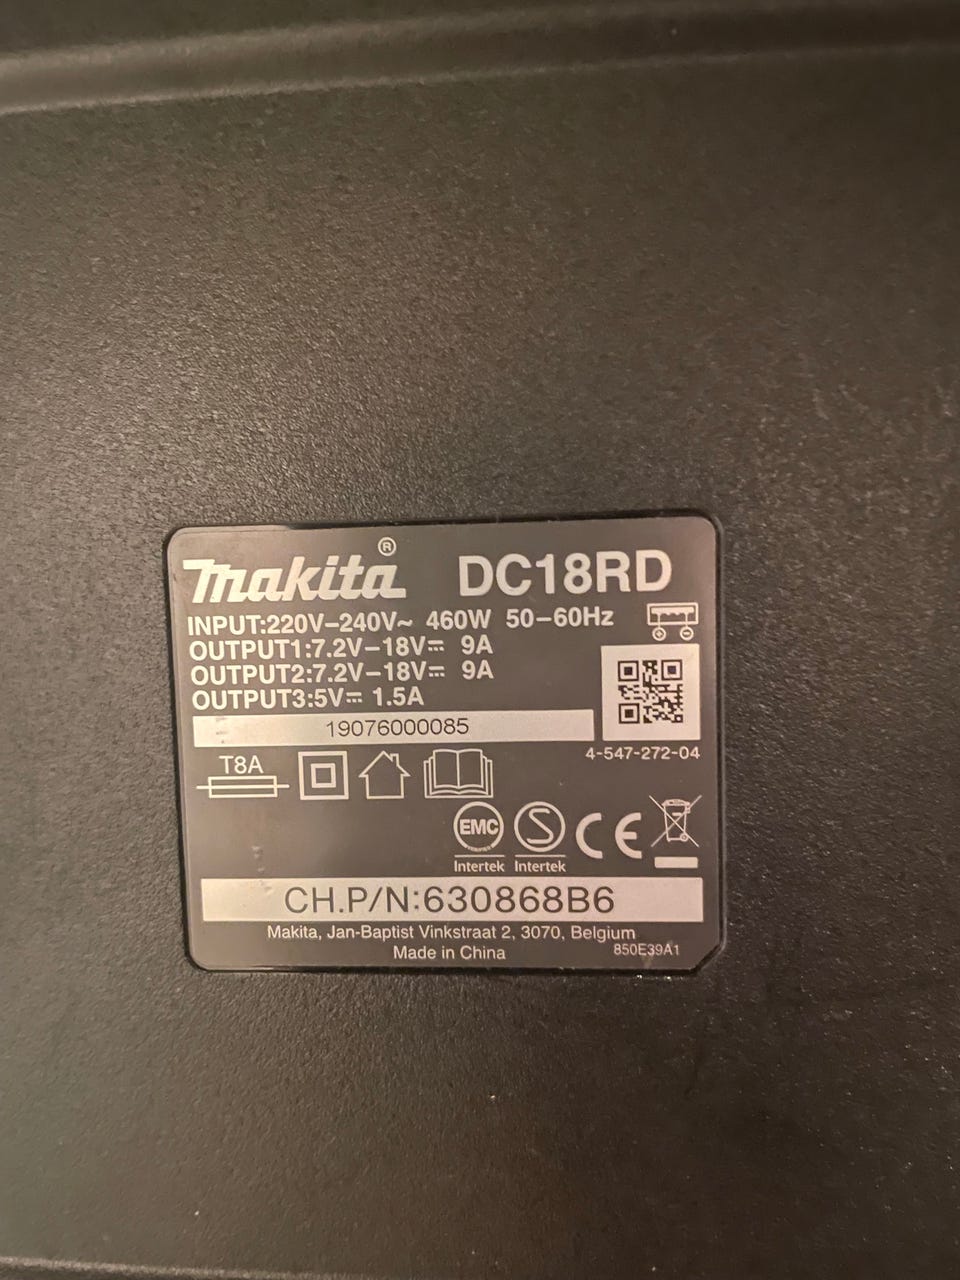 makita® DC18RD
INPUT:220V-240V~ 460W 50-60Hz
OUTPUT1:7.2V-18V⎓ 9A
OUTPUT2:7.2V-18V⎓ 9A
OUTPUT3:5V⎓ 1.5A
19076000085
4-547-272-04
T8A
EMC
Intertek
S
Intertek
CE
CH.P/N:630868B6
Makita, Jan-Baptist Vinkstraat 2, 3070, Belgium
Made in China
850E39A1